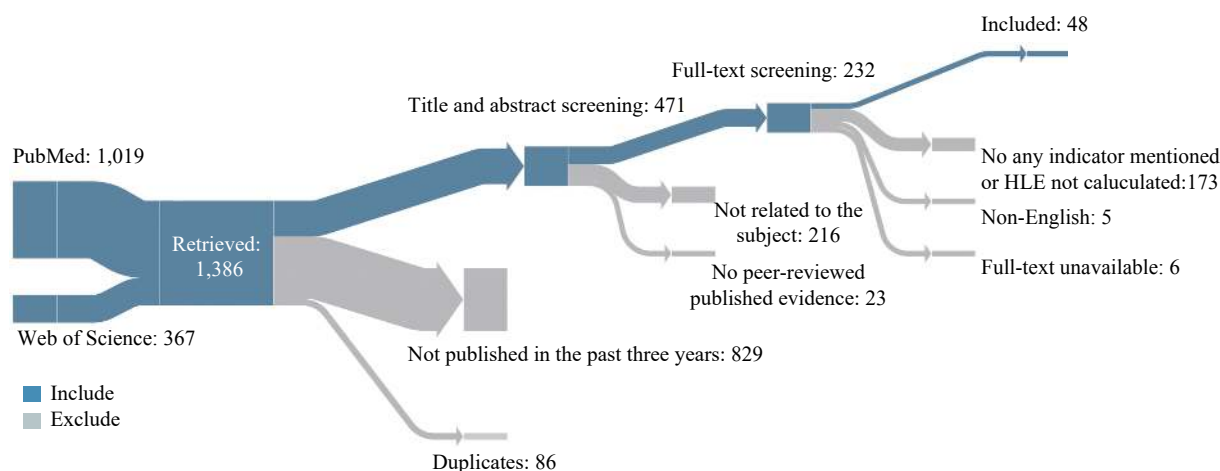 Included: 48
Full-text screening: 232
Title and abstract screening: 471
PubMed: 1,019
No any indicator mentioned
or HLE not caluculated:173
Not related to the
subject: 216
Non-English: 5
Retrieved:
1,386
No peer-reviewed
published evidence: 23
Full-text unavailable: 6
Web of Science: 367
Not published in the past three years: 829
Include
Exclude
Duplicates: 86